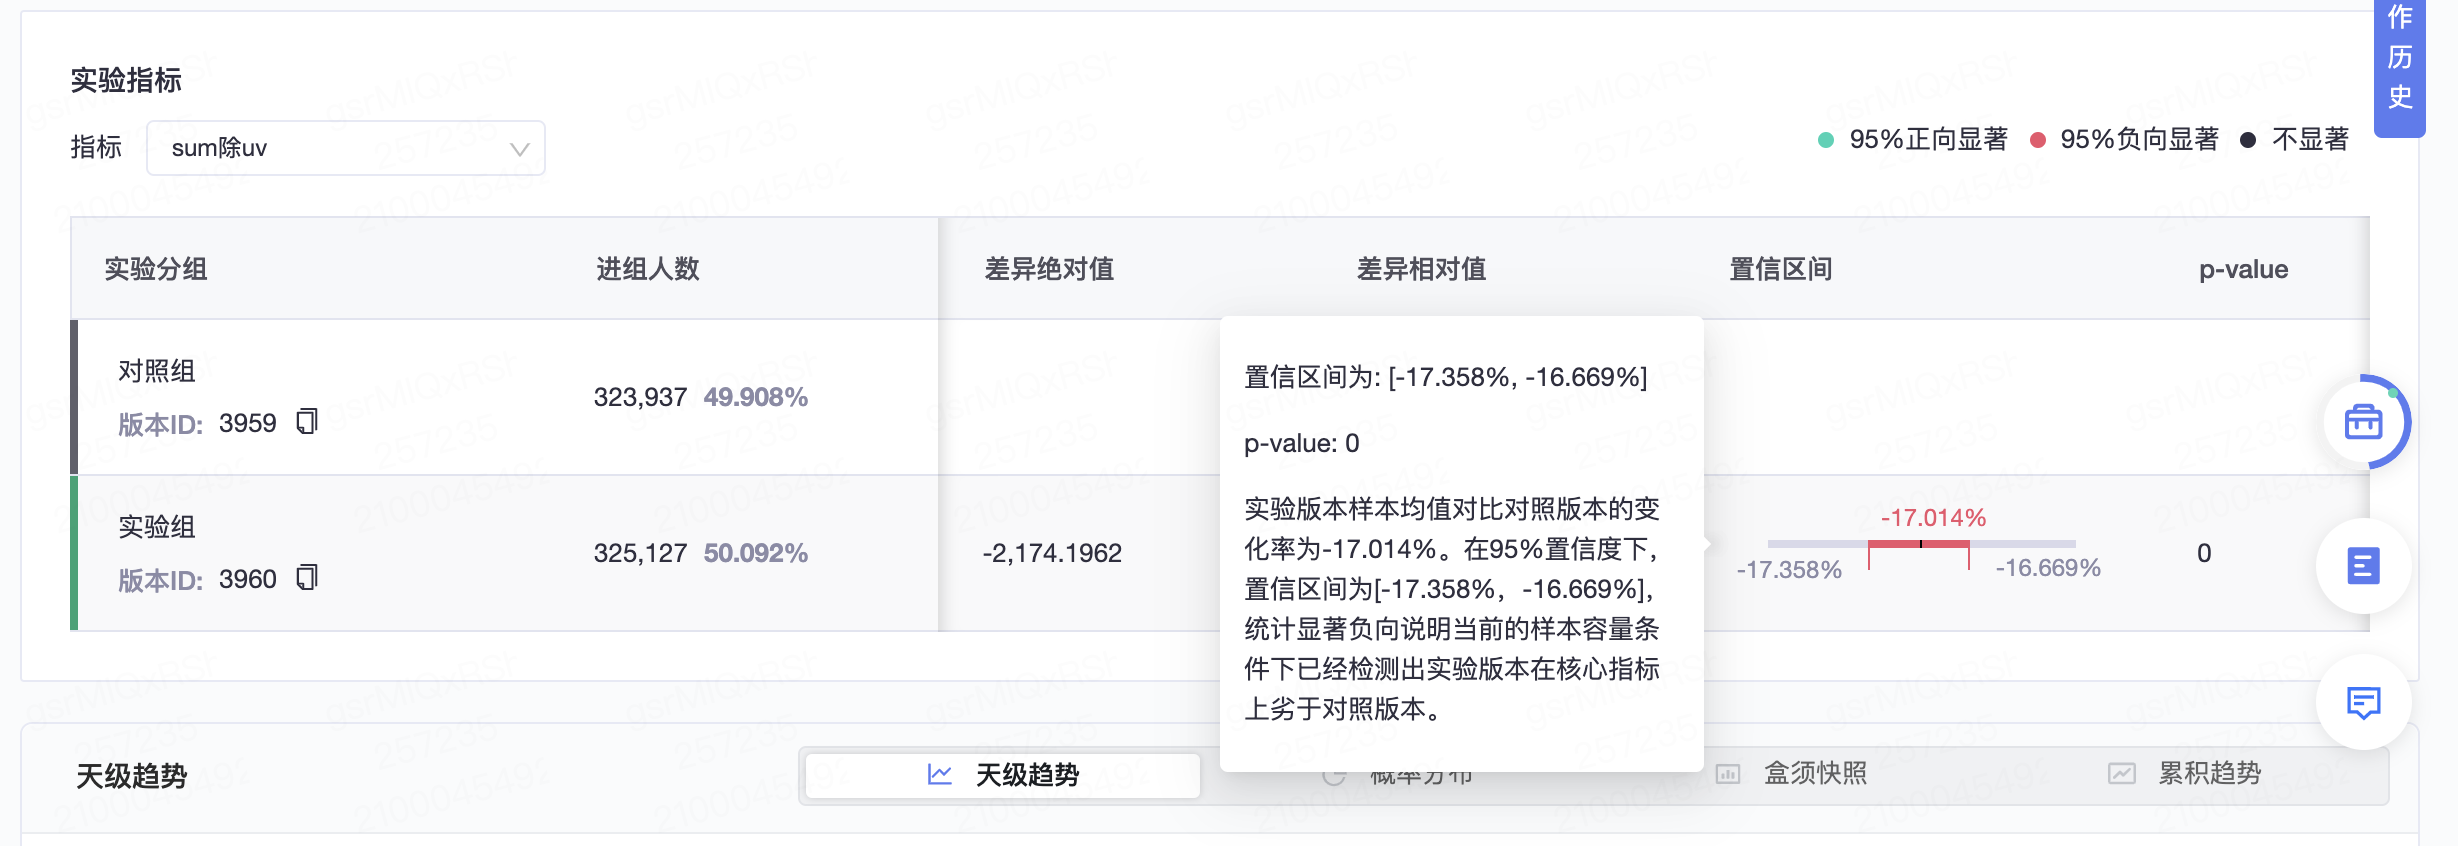 作
历
史
实验指标
指标 sum除uv
95%正向显著 95%负向显著 不显著
实验分组 进组人数 差异绝对值 差异相对值 置信区间 p-value
对照组
版本ID: 3959
323,937 49.908%
实验组
版本ID: 3960
325,127 50.092%
-2,174.1962
-17.014%
-17.358% -16.669%
0
置信区间为: [-17.358%, -16.669%]
p-value: 0
实验版本样本均值对比对照版本的变
化率为-17.014%。在95%置信度下,
置信区间为[-17.358%, -16.669%],
统计显著负向说明当前的样本容量条
件下已经检测出实验版本在核心指标
上劣于对照版本。
天级趋势
天级趋势 概率分布 盒须快照 累积趋势
gsrMIQxRSh
257235